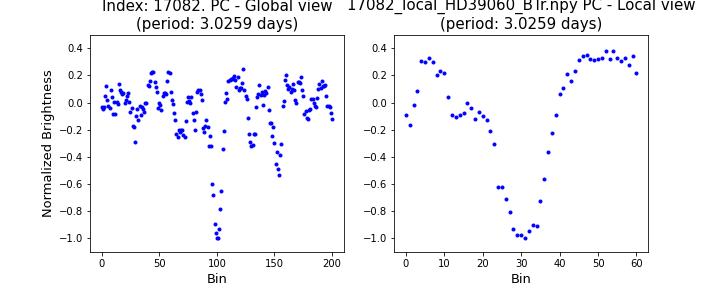 Index: 17082. PC - Global view
(period: 3.0259 days)
17082_local_HD39060_BTr.npy PC - Local view
(period: 3.0259 days)
Normalized Brightness
0.4
0.2
0.0
−0.2
−0.4
−0.6
−0.8
−1.0
0 50 100 150 200
Bin
0.4
0.2
0.0
−0.2
−0.4
−0.6
−0.8
−1.0
0 10 20 30 40 50 60
Bin